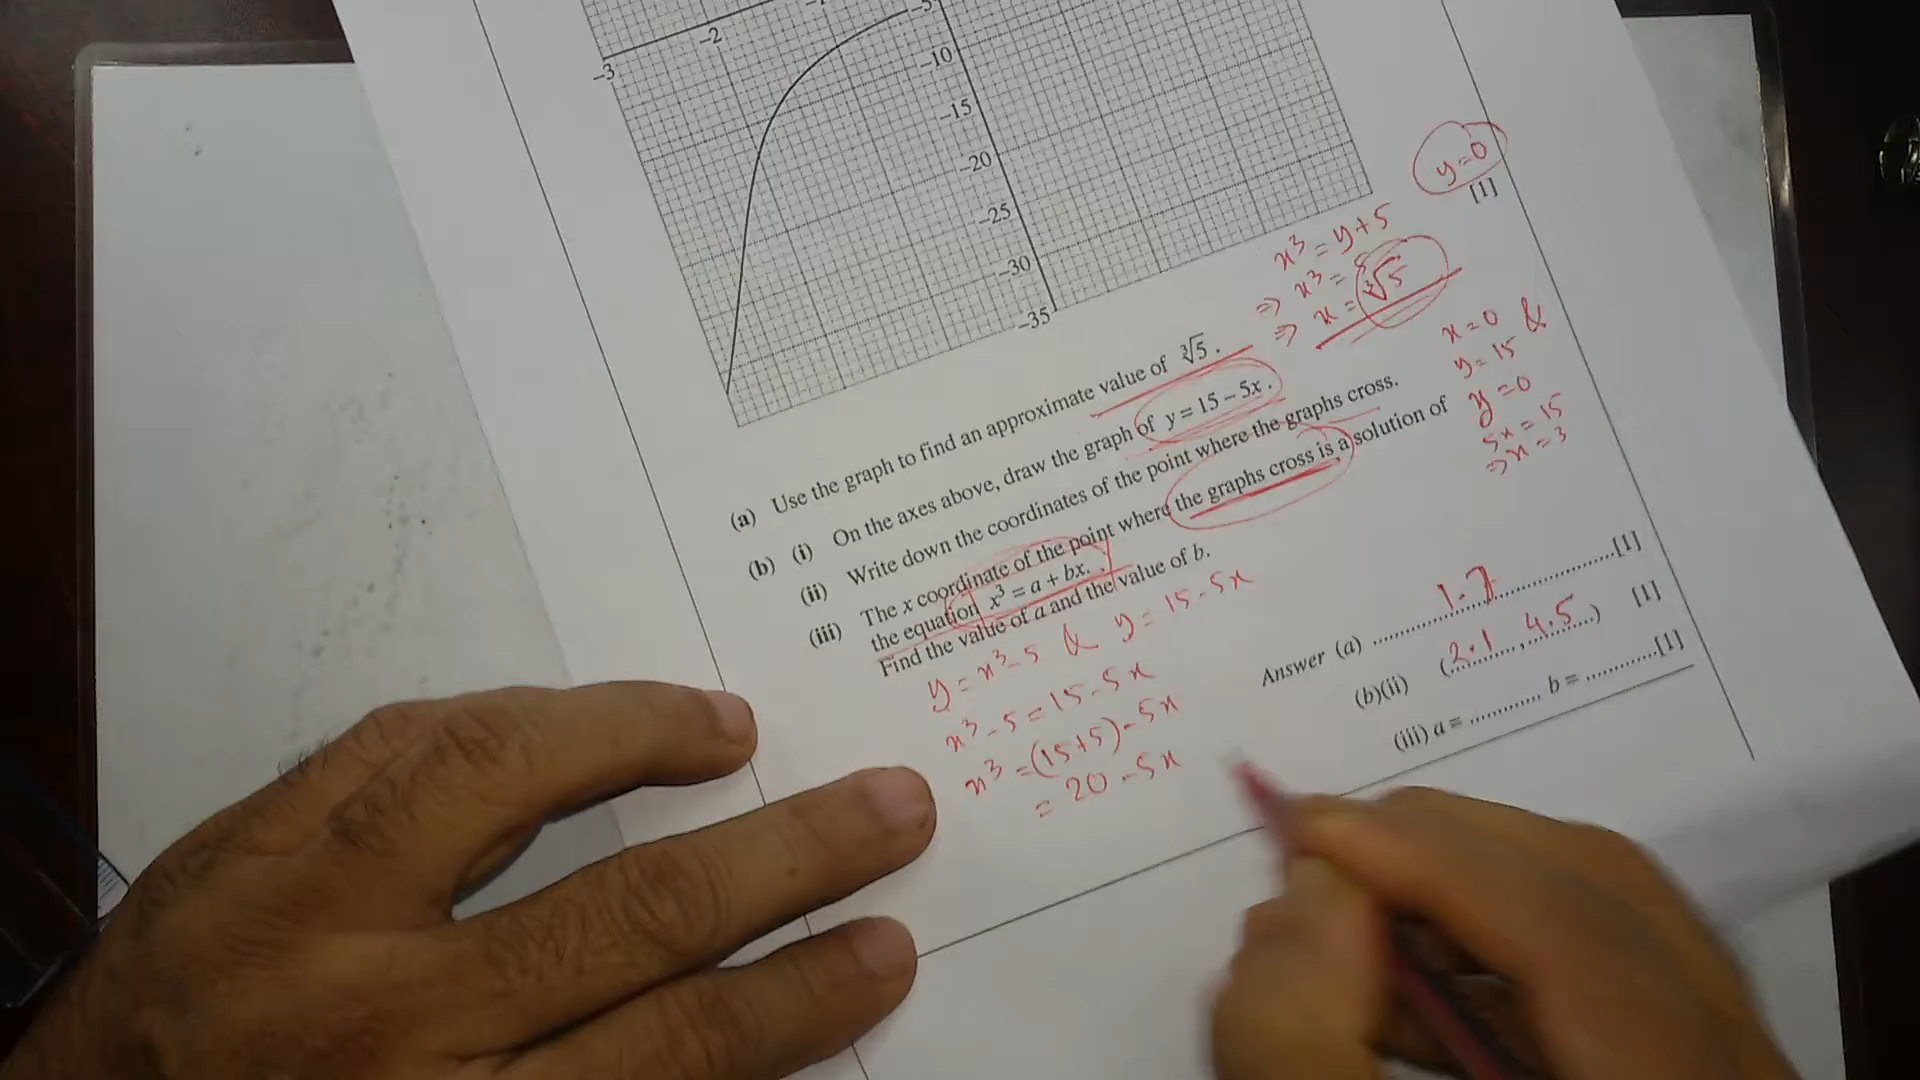 -3
-2
-5
-10
-15
-20
-25
-30
-35
y=0
[1]
x³ = y+5
⇒ x³ = 5
⇒ x = ∛5
(a) Use the graph to find an approximate value of ∛5 .
(b) (i) On the axes above, draw the graph of y = 15 – 5x .
(ii) Write down the coordinates of the point where the graphs cross.
(iii) The x coordinate of the point where the graphs cross is a solution of
the equation x³ = a + bx. .
Find the value of a and the value of b.
x=0 &
y=15
y=0
5x=15
⇒x=3
y = x³-5 & y = 15-5x
x³-5 = 15-5x
x³ = (15+5)-5x
= 20-5x
Answer (a) 1.7 [1]
(b)(ii) (2.1 , 4.5) [1]
(iii) a = ............ b = ............[1]